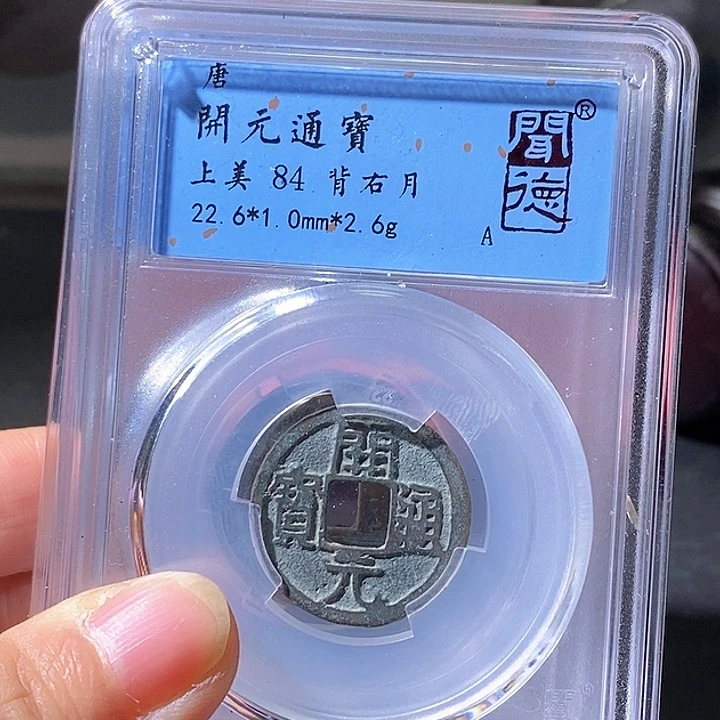 唐
開元通寶
上美 84 背右月
22.6*1.0mm*2.6g
A
聞德®
開
元
通
寶